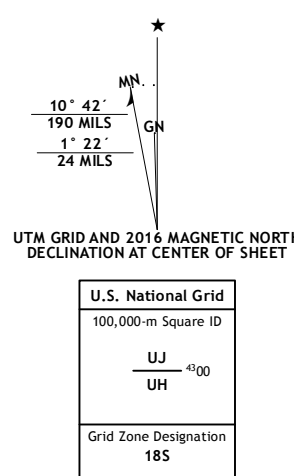 ★
MN
10° 42´
190 MILS
GN
1° 22´
24 MILS
UTM GRID AND 2016 MAGNETIC NORTH
DECLINATION AT CENTER OF SHEET
U.S. National Grid
100,000-m Square ID
UJ
4300
UH
Grid Zone Designation
18S